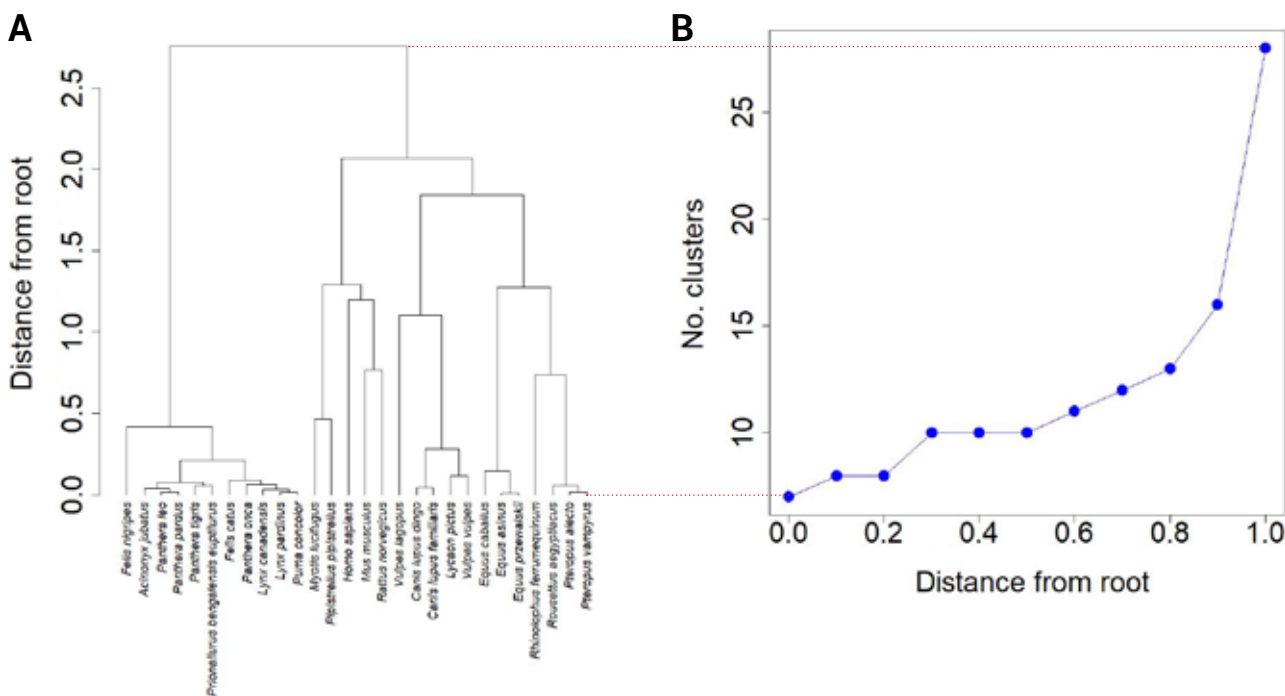 A
B
Distance from root
2.5
2.0
1.5
1.0
0.5
0.0
Felis nigripes
Acinonyx jubatus
Panthera leo
Panthera pardus
Panthera tigris
Prionailurus bengalensis euptilurus
Felis catus
Panthera onca
Lynx canadensis
Lynx pardinus
Puma concolor
Myotis lucifugus
Pipistrellus pipistrellus
Homo sapiens
Mus musculus
Rattus norvegicus
Vulpes lagopus
Canis lupus dingo
Canis lupus familiaris
Lycaon pictus
Vulpes vulpes
Equus caballus
Equus asinus
Equus przewalskii
Rhinolophus ferrumequinum
Rousettus aegyptiacus
Pteropus alecto
Pteropus vampyrus
No. clusters
25
20
15
10
0.0 0.2 0.4 0.6 0.8 1.0
Distance from root